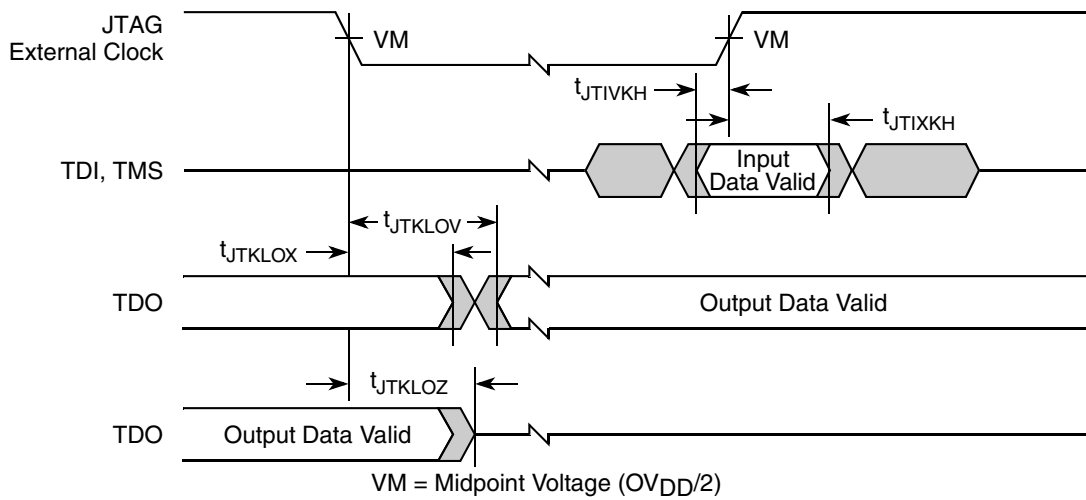 JTAG
External Clock
VM
VM
tJTIVKH
tJTIXKH
TDI, TMS
Input
Data Valid
tJTKLOV
tJTKLOX
TDO
Output Data Valid
tJTKLOZ
TDO
Output Data Valid
VM = Midpoint Voltage (OVDD/2)